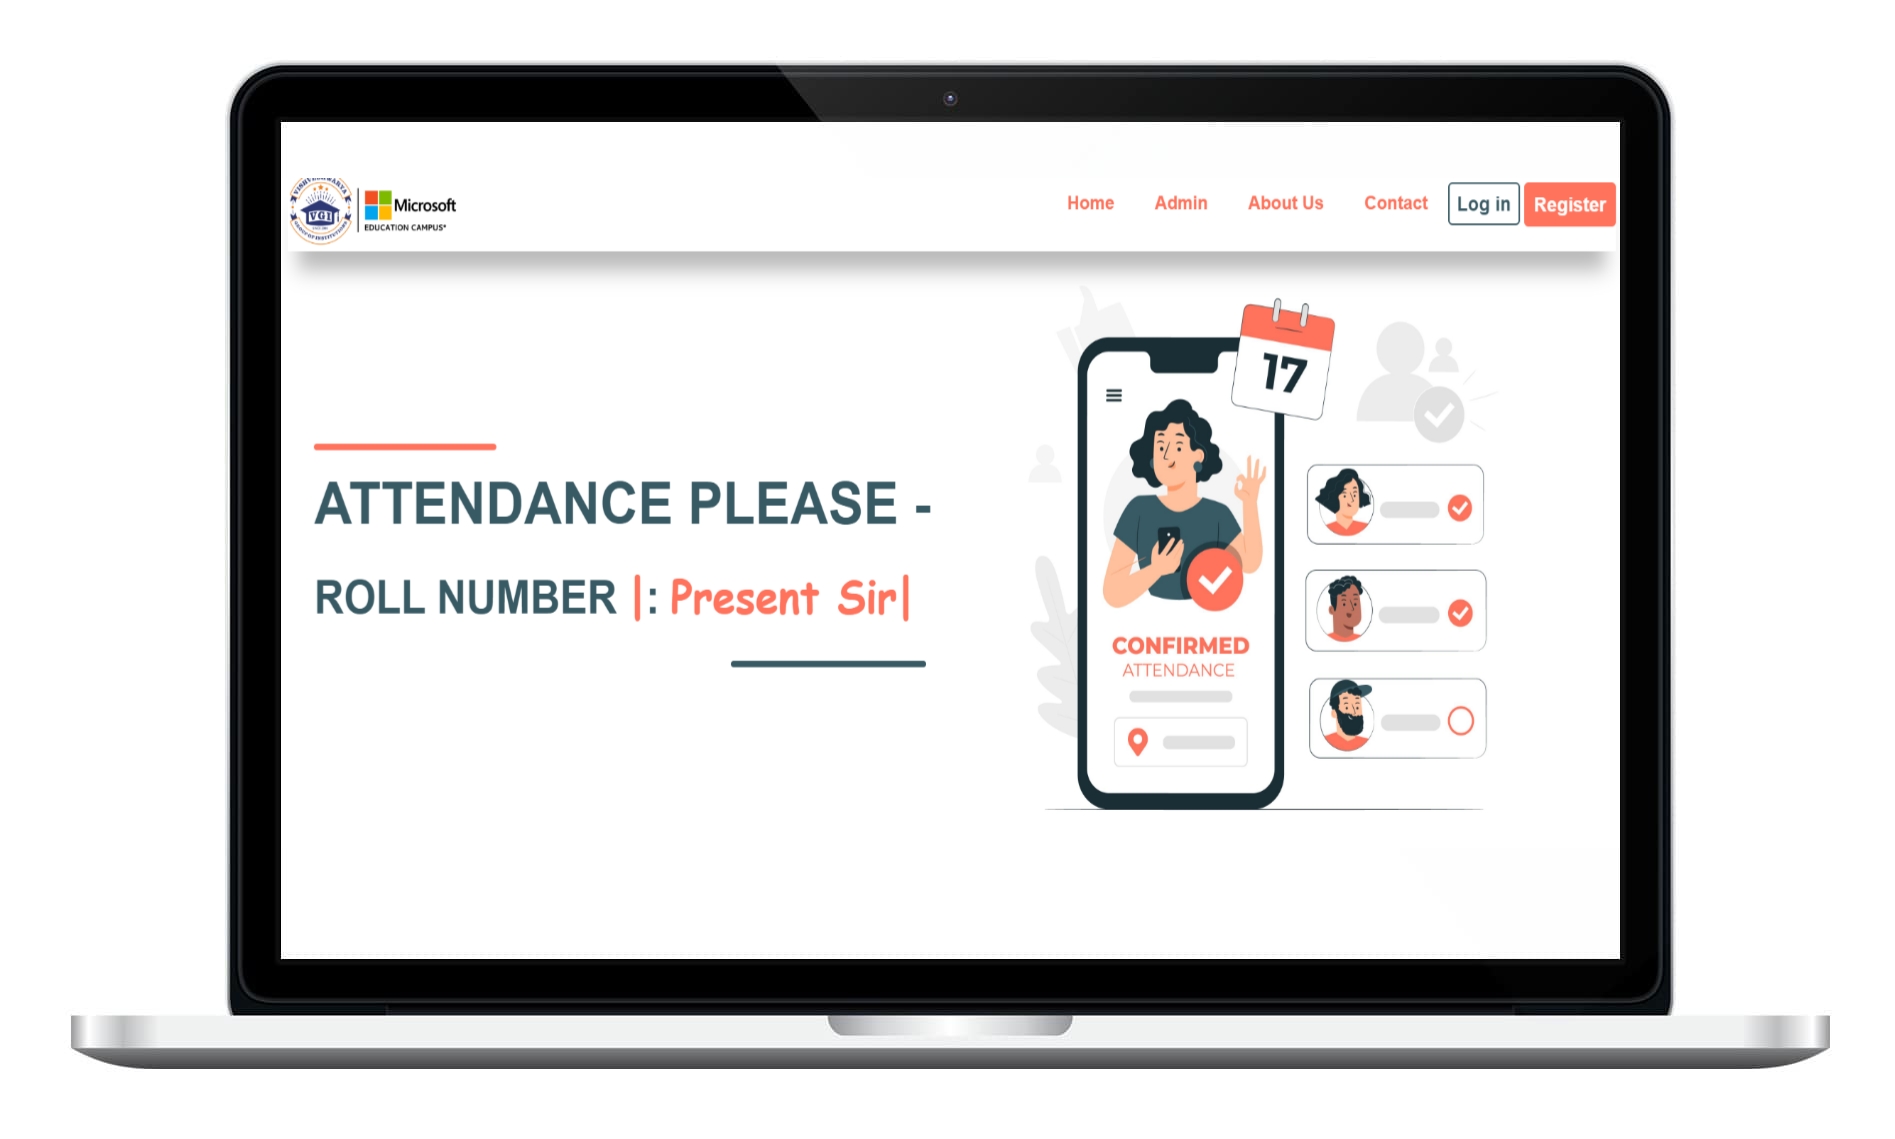 VGI
Microsoft
EDUCATION CAMPUS*
Home
Admin
About Us
Contact
Log in
Register
ATTENDANCE PLEASE -
ROLL NUMBER |: Present Sir|
17
CONFIRMED
ATTENDANCE